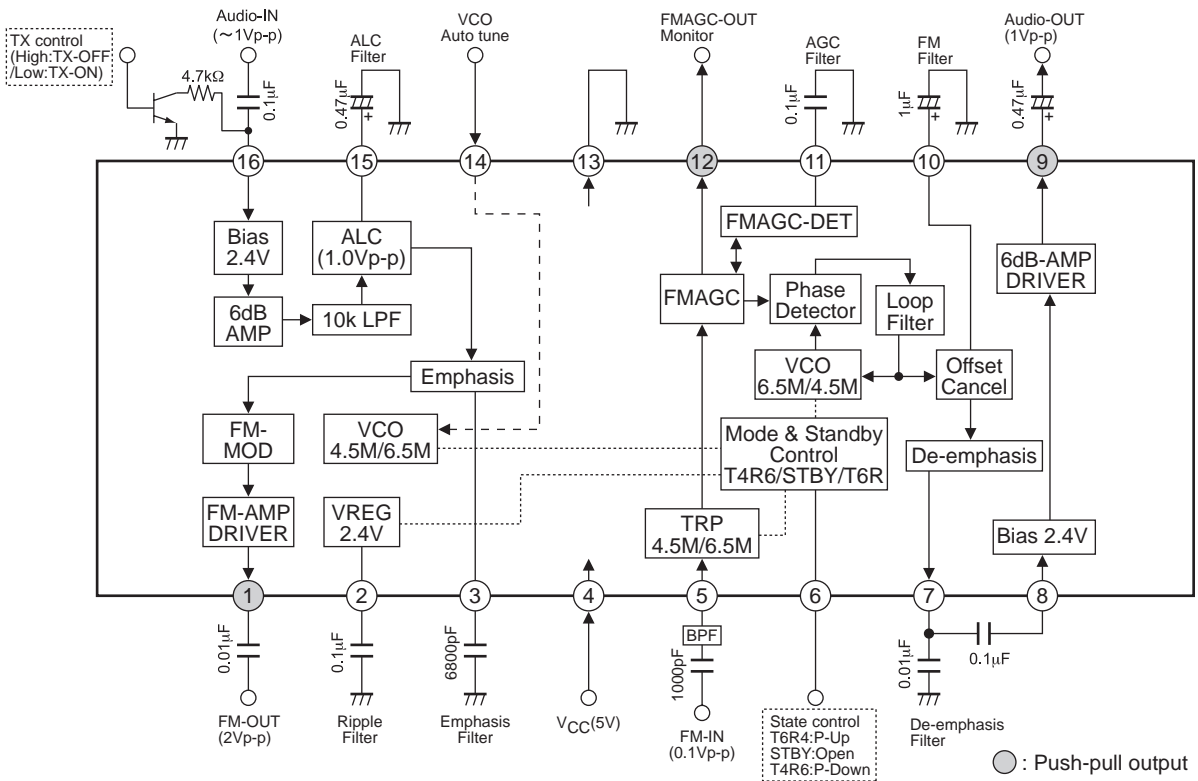 TX control
(High:TX-OFF
/Low:TX-ON)
4.7kΩ
Audio-IN
(~1Vp-p)
0.1μF
ALC
Filter
0.47μF
+
VCO
Auto tune
FMAGC-OUT
Monitor
AGC
Filter
0.1μF
FM
Filter
1μF
+
Audio-OUT
(1Vp-p)
0.47μF
+
16
15
14
13
12
11
10
9
Bias
2.4V
ALC
(1.0Vp-p)
6dB
AMP
10k LPF
Emphasis
FM-
MOD
VCO
4.5M/6.5M
FM-AMP
DRIVER
VREG
2.4V
FMAGC-DET
FMAGC
Phase
Detector
Loop
Filter
6dB-AMP
DRIVER
VCO
6.5M/4.5M
Offset
Cancel
Mode & Standby
Control
T4R6/STBY/T6R
De-emphasis
TRP
4.5M/6.5M
Bias 2.4V
1
2
3
4
5
6
7
8
0.01μF
FM-OUT
(2Vp-p)
0.1μF
Ripple
Filter
6800pF
Emphasis
Filter
VCC(5V)
BPF
1000pF
FM-IN
(0.1Vp-p)
State control
T6R4:P-Up
STBY:Open
T4R6:P-Down
0.01μF
0.1μF
De-emphasis
Filter
: Push-pull output